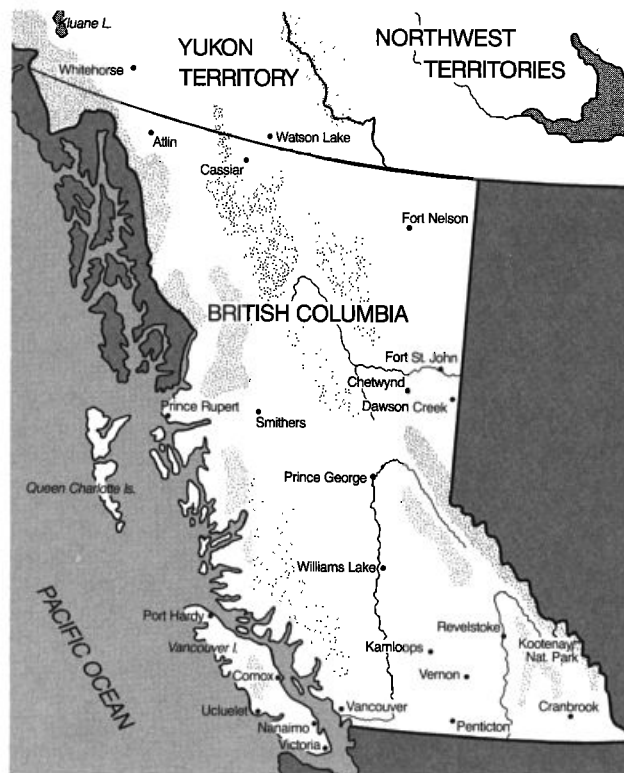 Kluane L.
YUKON
TERRITORY
NORTHWEST
TERRITORIES
Whitehorse
Atlin
Watson Lake
Cassiar
Fort Nelson
BRITISH COLUMBIA
Fort St. John
Chetwynd
Dawson Creek
Prince Rupert
Smithers
Prince George
Queen Charlotte Is.
Williams Lake
PACIFIC OCEAN
Port Hardy
Vancouver I.
Revelstoke
Kamloops
Kootenay
Nat. Park
Vernon
Comox
Ucluelet
Vancouver
Cranbrook
Nanaimo
Penticton
Victoria